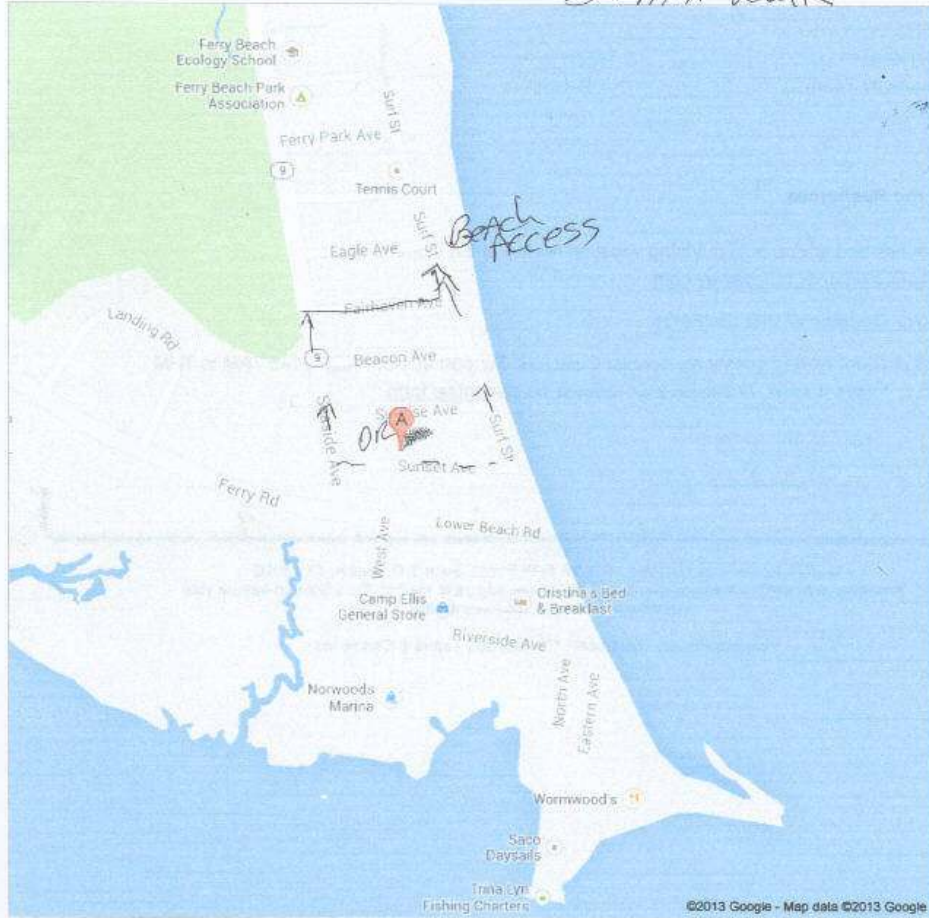 Ferry Beach
Ecology School
Ferry Beach Park
Association
Surf St
Ferry Park Ave
9
Tennis Court
Surf St
Beach
Access
Eagle Ave
Fairhaven Ave
Landing Rd
9
Beacon Ave
Seaside Ave
Ave
A
OR
Surf St
Sunset Ave
Ferry Rd
West Ave
Lower Beach Rd
Camp Ellis
General Store
Cristina's Bed
& Breakfast
Riverside Ave
North Ave
Eastern Ave
Norwoods
Marina
Wormwood's
Saco
Daysails
Trina Lyn
Fishing Charters
©2013 Google - Map data ©2013 Google